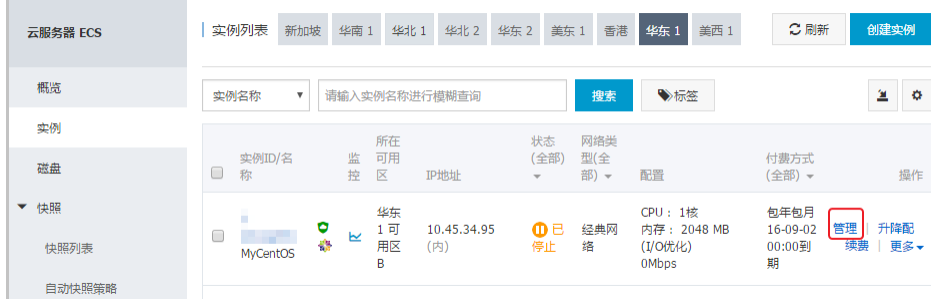 云服务器 ECS
概览
实例
磁盘
快照
快照列表
自动快照策略
实例列表 新加坡 华南 1 华北 1 华北 2 华东 2 美东 1 香港 华东 1 美西 1 刷新 创建实例
实例名称 请输入实例名称进行模糊查询 搜索 标签
实例ID/名
称
监
控
所在
可用
区
IP地址
状态
(全部)
网络类
型(全
部)
配置
付费方式
(全部)
操作
MyCentOS
华东
1 可
用区
B
10.45.34.95
(内)
已
停止
经典网
络
CPU： 1核
内存： 2048 MB
(I/O优化)
0Mbps
包年包月
16-09-02
00:00到
期
管理 | 升降配
续费 | 更多